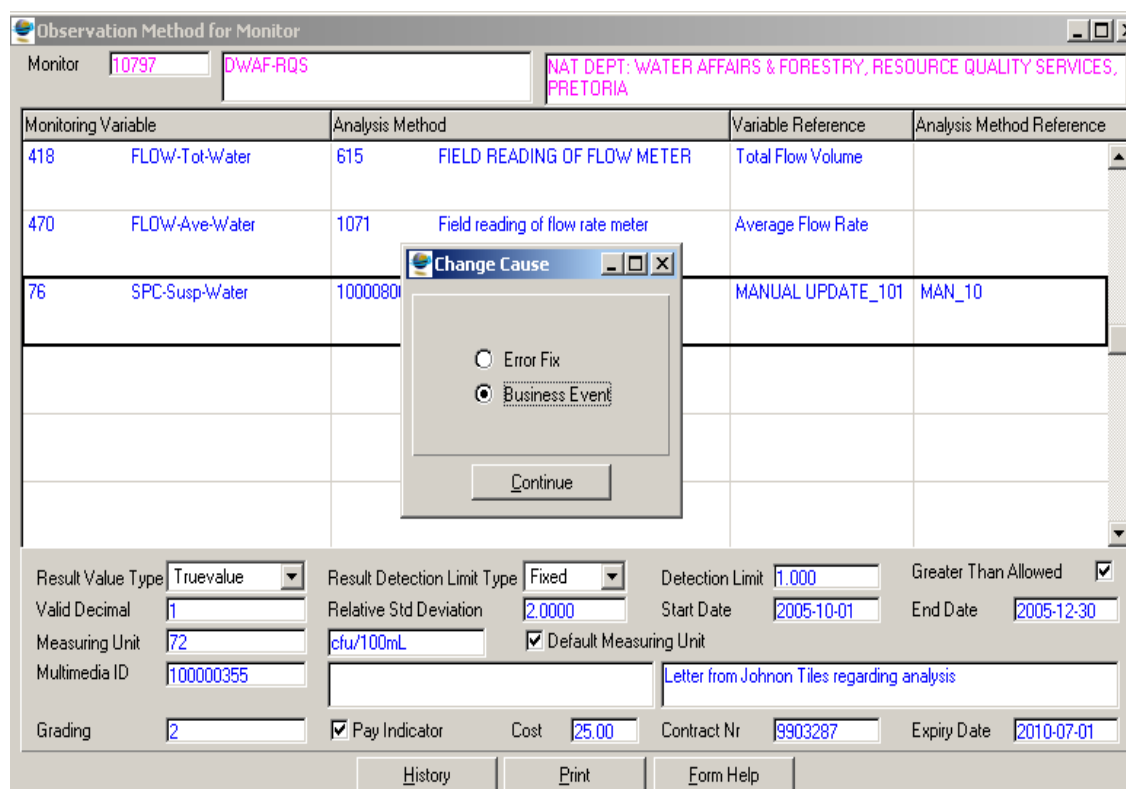 Observation Method for Monitor
Monitor 10797 DWAF-RQS NAT DEPT: WATER AFFAIRS & FORESTRY, RESOURCE QUALITY SERVICES,
PRETORIA
Monitoring Variable Analysis Method Variable Reference Analysis Method Reference
418 FLOW-Tot-Water 615 FIELD READING OF FLOW METER Total Flow Volume
470 FLOW-Ave-Water 1071 Field reading of flow rate meter Average Flow Rate
Change Cause
76 SPC-Susp-Water MANUAL UPDATE_101 MAN_10
Error Fix
Business Event
Continue
Result Value Type Truevalue Result Detection Limit Type Fixed Detection Limit 1.000 Greater Than Allowed
Valid Decimal 1 Relative Std Deviation 2.0000 Start Date 2005-10-01 End Date 2005-12-30
Measuring Unit 72 cfu/100mL Default Measuring Unit
Multimedia ID 100000355 Letter from Johnon Tiles regarding analysis
Grading 2 Pay Indicator Cost 25.00 Contract Nr 9903287 Expiry Date 2010-07-01
History Print Form Help